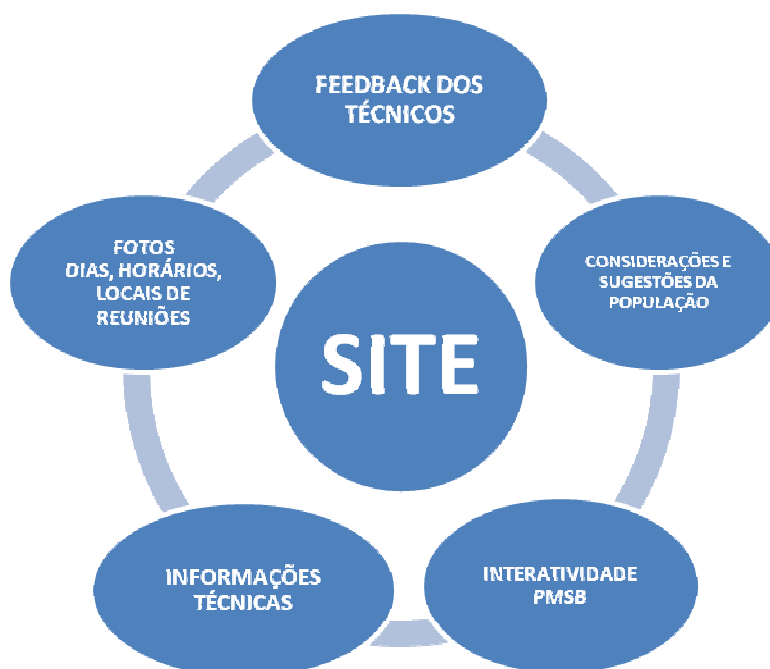 FEEDBACK DOS
TÉCNICOS
CONSIDERAÇÕES E
SUGESTÕES DA
POPULAÇÃO
INTERATIVIDADE
PMSB
INFORMAÇÕES
TÉCNICAS
FOTOS
DIAS, HORÁRIOS,
LOCAIS DE
REUNIÕES
SITE